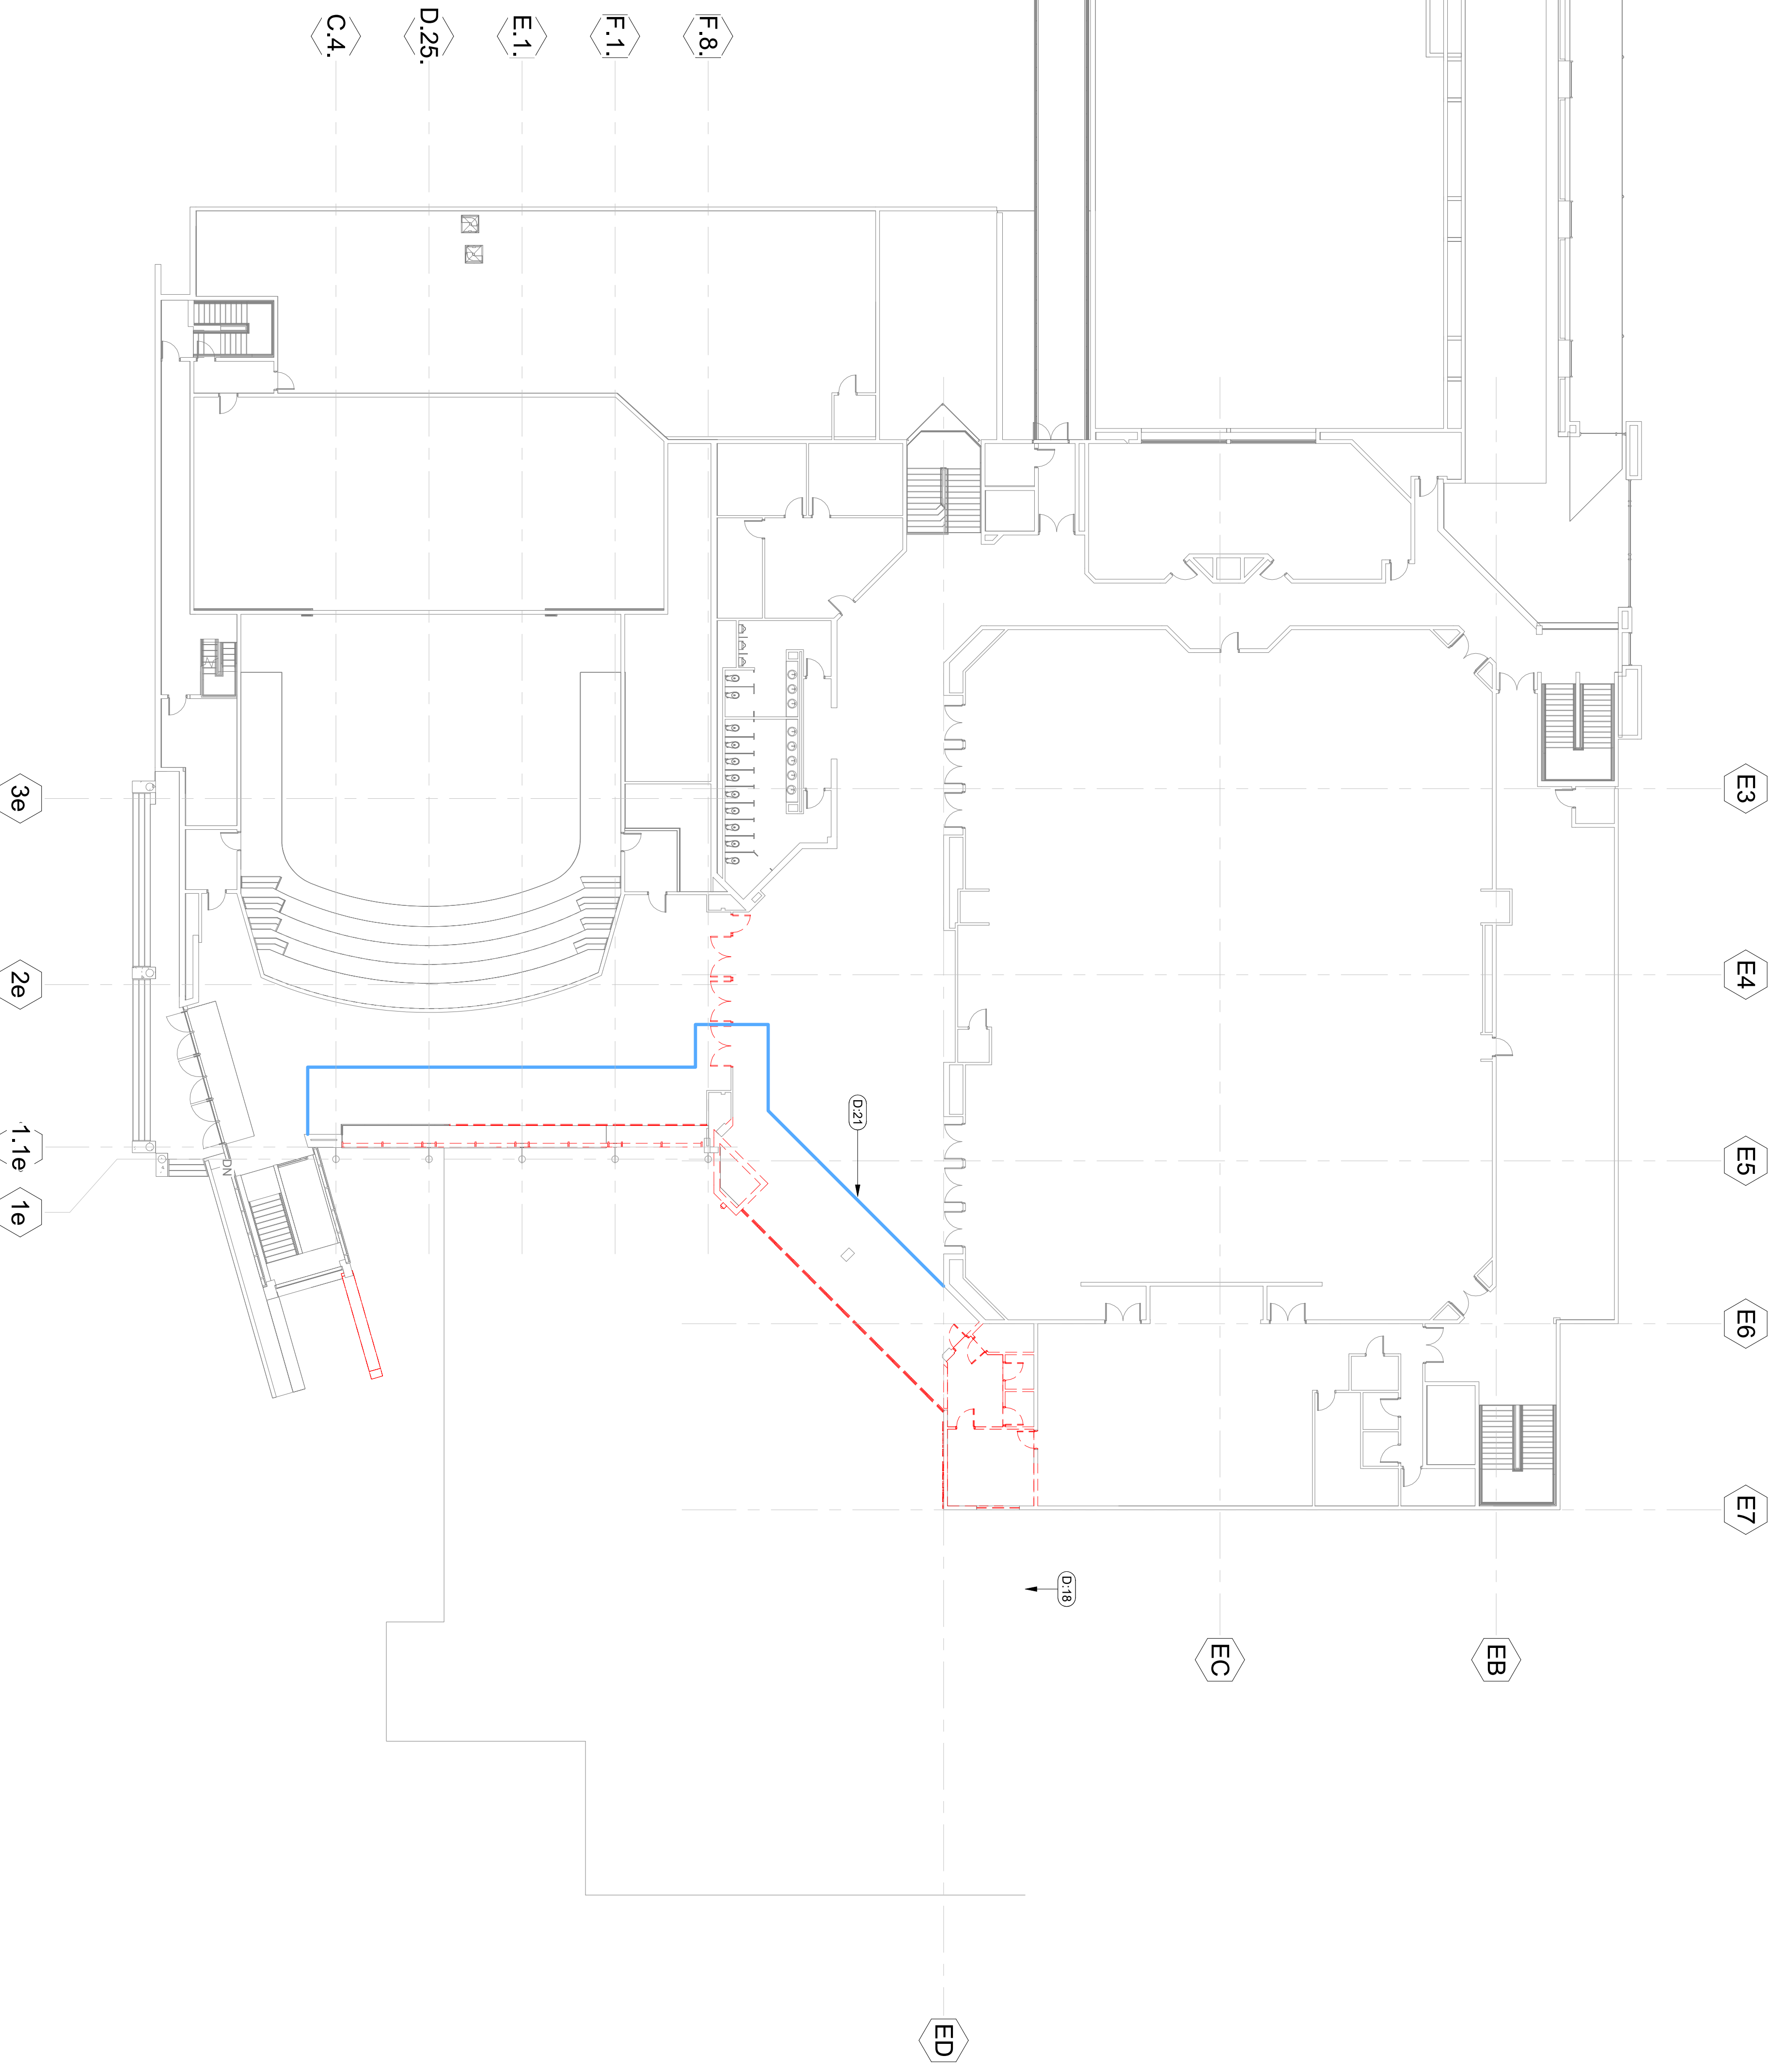 C.4.
D.25.
E.1.
F.1.
F.8.
E3
E4
E5
E6
E7
3e
2e
1.1e
1e
D:21
D:18
DN
EC
EB
ED